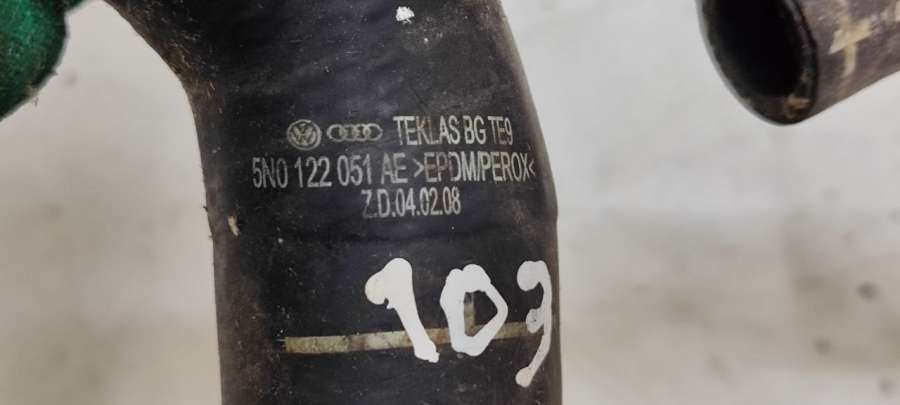 TEKLAS BG TE9
5N0 122 051 AE >EPDM/PEROX<
Z.D.04.02.08
103